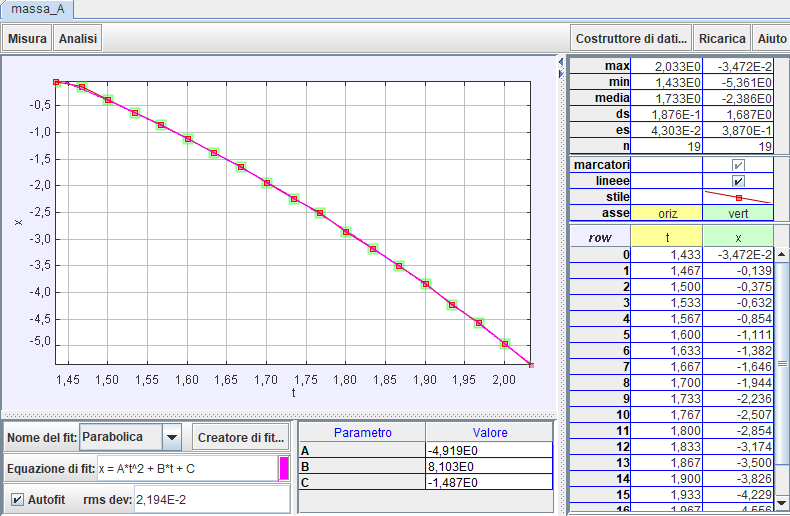 massa_A
Misura Analisi
Costruttore di dati... Ricarica Aiuto
max 2,033E0 -3,472E-2
min 1,433E0 -5,361E0
media 1,733E0 -2,386E0
ds 1,876E-1 1,687E0
es 4,303E-2 3,870E-1
n 19 19
marcatori
lineee
stile
asse oriz vert
row t x
0 1,433 -3,472E-2
1 1,467 -0,139
2 1,500 -0,375
3 1,533 -0,632
4 1,567 -0,854
5 1,600 -1,111
6 1,633 -1,382
7 1,667 -1,646
8 1,700 -1,944
9 1,733 -2,236
10 1,767 -2,507
11 1,800 -2,854
12 1,833 -3,174
13 1,867 -3,500
14 1,900 -3,826
15 1,933 -4,229
16 1,967 -4,556
-0,5
-1,0
-1,5
-2,0
-2,5
-3,0
-3,5
-4,0
-4,5
-5,0
x
1,45 1,50 1,55 1,60 1,65 1,70 1,75 1,80 1,85 1,90 1,95 2,00
t
Nome del fit: Parabolica Creatore di fit...
Equazione di fit: x = A*t^2 + B*t + C
Autofit rms dev: 2,194E-2
Parametro Valore
A -4,919E0
B 8,103E0
C -1,487E0